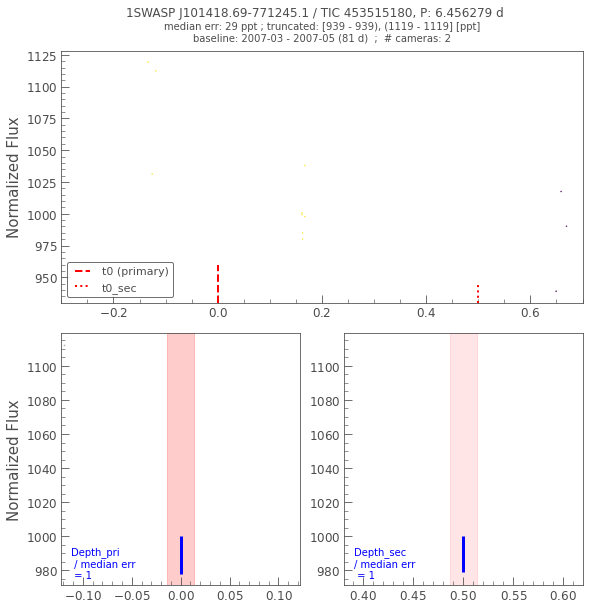 1SWASP J101418.69-771245.1 / TIC 453515180, P: 6.456279 d
median err: 29 ppt ; truncated: [939 - 939), (1119 - 1119] [ppt]
baseline: 2007-03 - 2007-05 (81 d)  ;  # cameras: 2
Normalized Flux
1125
1100
1075
1050
1025
1000
975
950
t0 (primary)
t0_sec
−0.2 0.0 0.2 0.4 0.6
Normalized Flux
1100
1080
1060
1040
1020
1000
980
Depth_pri
/ median err
= 1
−0.10 −0.05 0.00 0.05 0.10
1100
1080
1060
1040
1020
1000
980
Depth_sec
/ median err
= 1
0.40 0.45 0.50 0.55 0.60